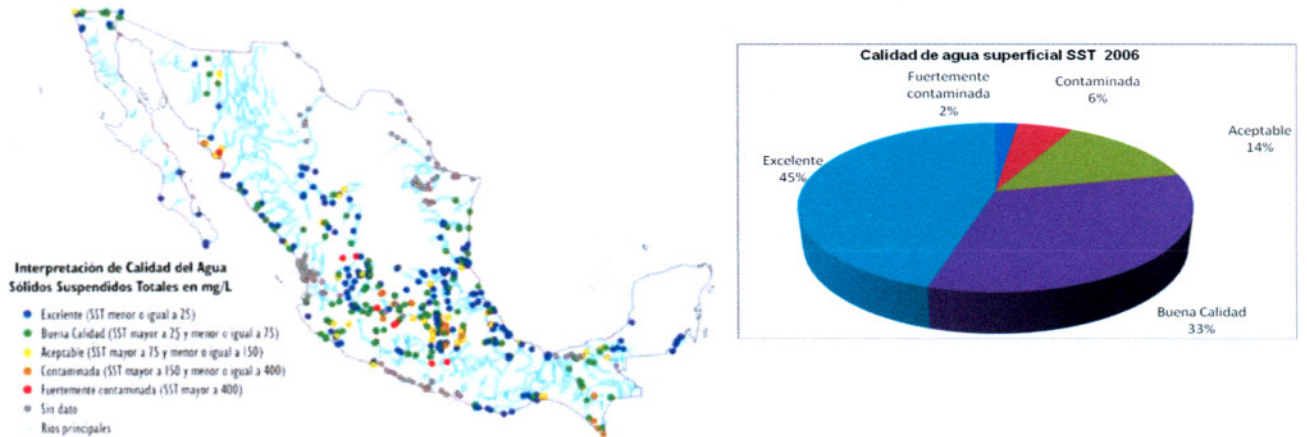 Interpretación de Calidad del Agua
Sólidos Suspendidos Totales en mg/L
Excelente (SST menor o igual a 25)
Buena Calidad (SST mayor a 25 y menor o igual a 75)
Aceptable (SST mayor a 75 y menor o igual a 150)
Contaminada (SST mayor a 150 y menor o igual a 400)
Fuertemente contaminada (SST mayor a 400)
Sin dato
Rios principales
Calidad de agua superficial SST 2006
Fuertemente
contaminada
2%
Contaminada
6%
Aceptable
14%
Excelente
45%
Buena Calidad
33%